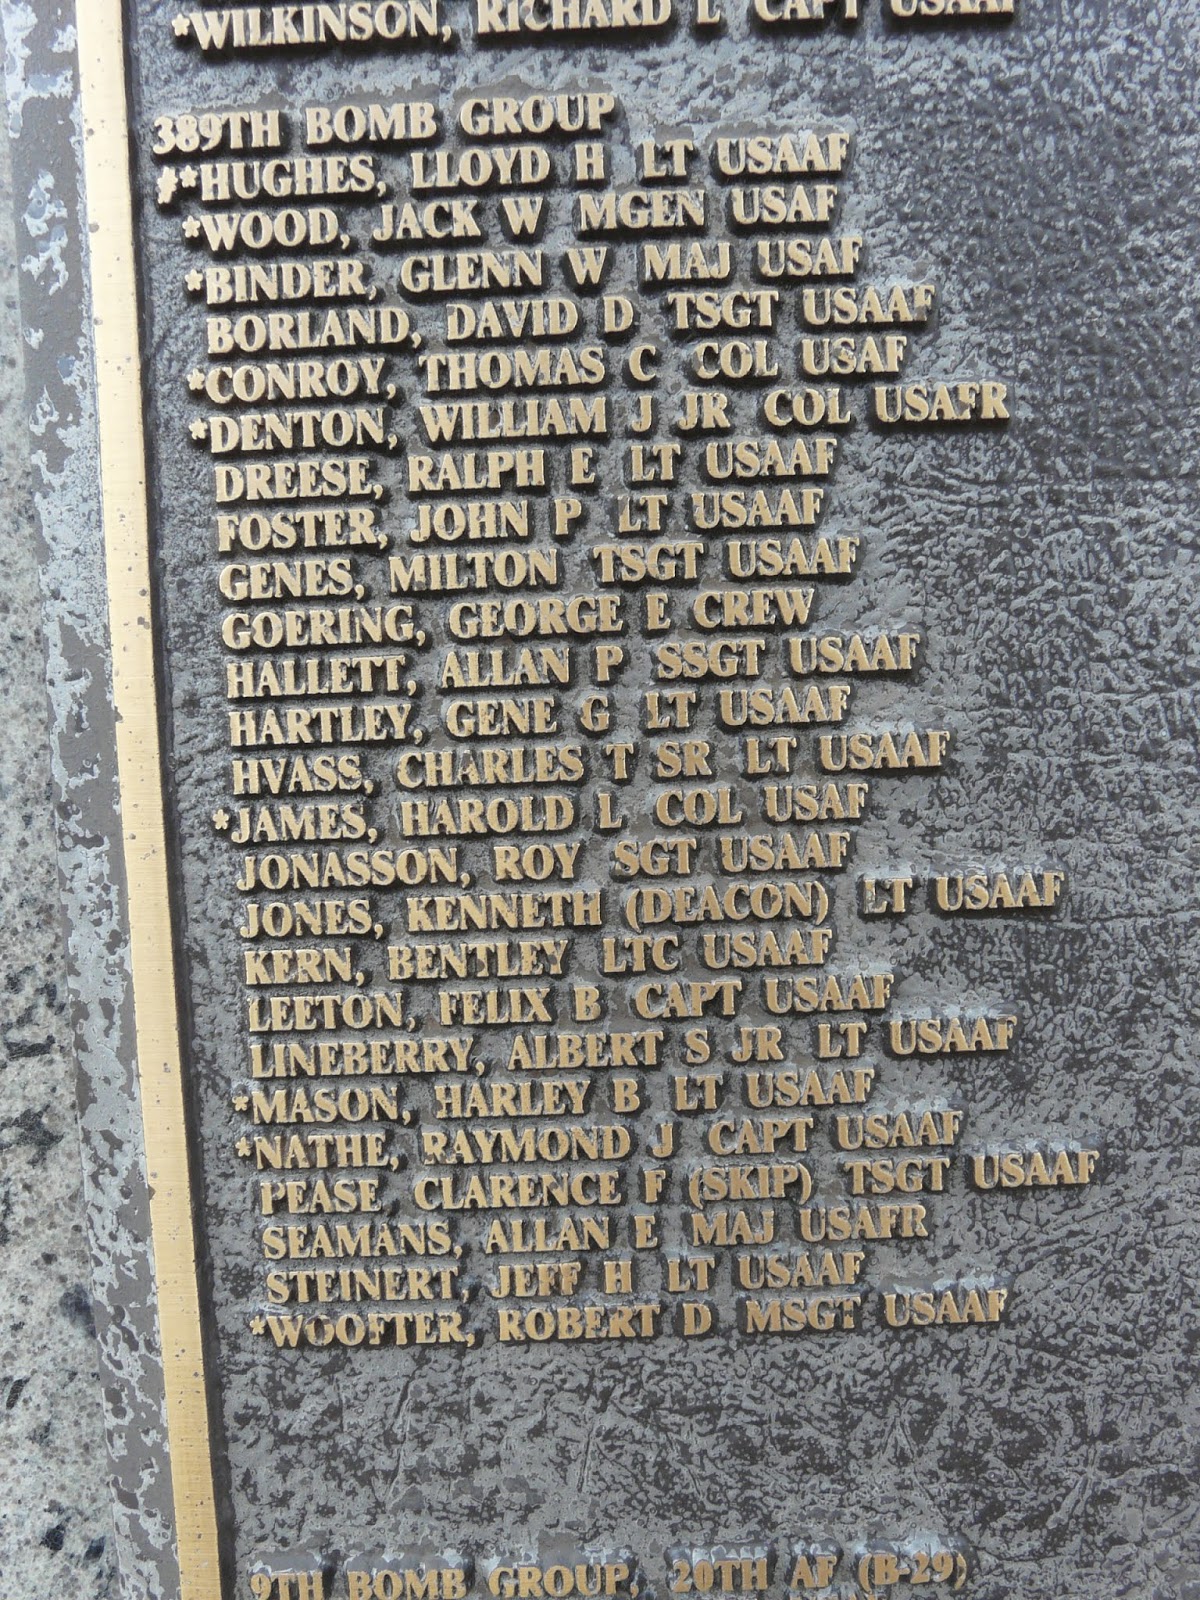 *WILKINSON, RICHARD L CAPT USAAF
389TH BOMB GROUP
#**HUGHES, LLOYD H LT USAAF
*WOOD, JACK W MGEN USAF
*BINDER, GLENN W MAJ USAF
BORLAND, DAVID D TSGT USAAF
*CONROY, THOMAS C COL USAF
*DENTON, WILLIAM J JR COL USAFR
DREESE, RALPH E LT USAAF
FOSTER, JOHN P LT USAAF
GENES, MILTON TSGT USAAF
GOERING, GEORGE E CREW
HALLETT, ALLAN P SSGT USAAF
HARTLEY, GENE G LT USAAF
HVASS, CHARLES T SR LT USAAF
*JAMES, HAROLD L COL USAF
JONASSON, ROY SGT USAAF
JONES, KENNETH (DEACON) LT USAAF
KERN, BENTLEY LTC USAAF
LEETON, FELIX B CAPT USAAF
LINEBERRY, ALBERT S JR LT USAAF
*MASON, HARLEY B LT USAAF
*NATHE, RAYMOND J CAPT USAAF
PEASE, CLARENCE F (SKIP) TSGT USAAF
SEAMANS, ALLAN E MAJ USAFR
STEINERT, JEFF H LT USAAF
*WOOFTER, ROBERT D MSGT USAAF
9TH BOMB GROUP, 20TH AF (B-29)